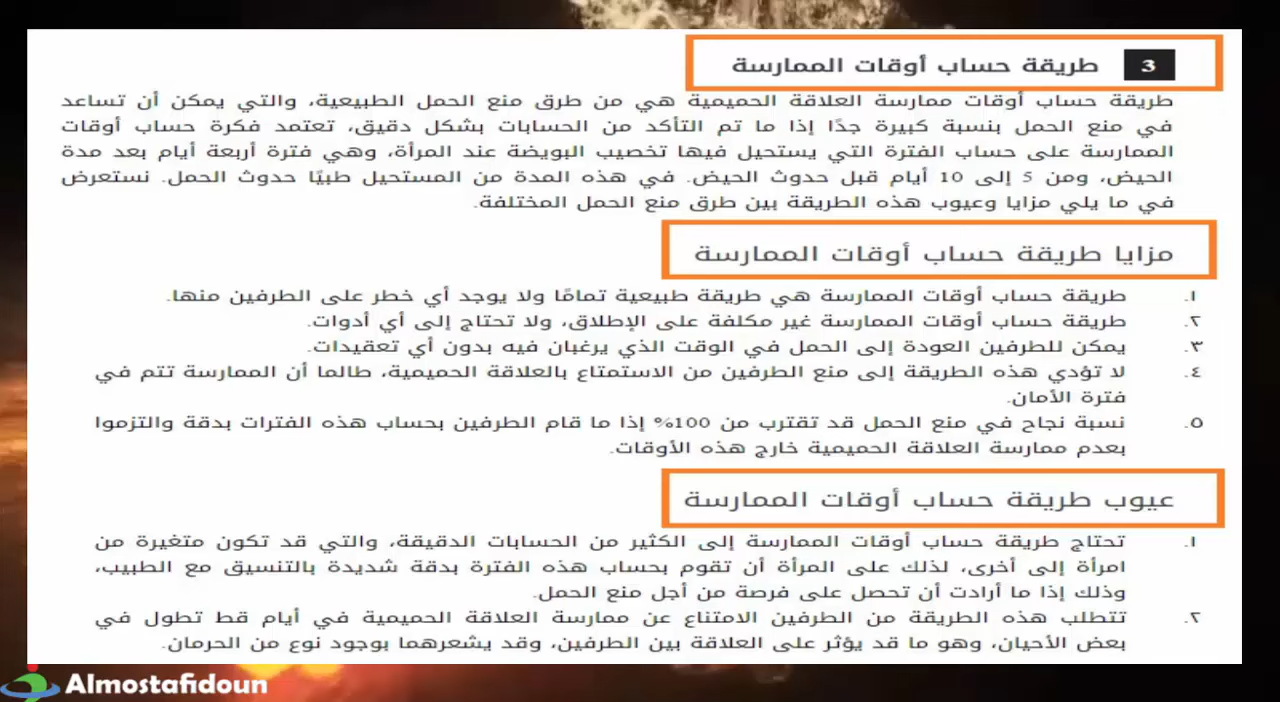 3 طريقة حساب أوقات الممارسة
طريقة حساب أوقات ممارسة العلاقة الحميمية هي من طرق منع الحمل الطبيعية، والتي يمكن أن تساعد
في منع الحمل بنسبة كبيرة جدًا إذا ما تم التأكد من الحسابات بشكل دقيق، تعتمد فكرة حساب أوقات
الممارسة على حساب الفترة التي يستحيل فيها تخصيب البويضة عند المرأة، وهي فترة أربعة أيام بعد مدة
الحيض، ومن 5 إلى 10 أيام قبل حدوث الحيض. في هذه المدة من المستحيل طبيًا حدوث الحمل. نستعرض
في ما يلي مزايا وعيوب هذه الطريقة بين طرق منع الحمل المختلفة.
مزايا طريقة حساب أوقات الممارسة
١. طريقة حساب أوقات الممارسة هي طريقة طبيعية تمامًا ولا يوجد أي خطر على الطرفين منها.
٢. طريقة حساب أوقات الممارسة غير مكلفة على الإطلاق، ولا تحتاج إلى أي أدوات.
٣. يمكن للطرفين العودة إلى الحمل في الوقت الذي يرغبان فيه بدون أي تعقيدات.
٤. لا تؤدي هذه الطريقة إلى منع الطرفين من الاستمتاع بالعلاقة الحميمية، طالما أن الممارسة تتم في
فترة الأمان.
٥. نسبة نجاح في منع الحمل قد تقترب من 100% إذا ما قام الطرفين بحساب هذه الفترات بدقة والتزموا
بعدم ممارسة العلاقة الحميمية خارج هذه الأوقات.
عيوب طريقة حساب أوقات الممارسة
١. تحتاج طريقة حساب أوقات الممارسة إلى الكثير من الحسابات الدقيقة، والتي قد تكون متغيرة من
امرأة إلى أخرى، لذلك على المرأة أن تقوم بحساب هذه الفترة بدقة شديدة بالتنسيق مع الطبيب،
وذلك إذا ما أرادت أن تحصل على فرصة من أجل منع الحمل.
٢. تتطلب هذه الطريقة من الطرفين الامتناع عن ممارسة العلاقة الحميمية في أيام قط تطول في
بعض الأحيان، وهو ما قد يؤثر على العلاقة بين الطرفين، وقد يشعرهما بوجود نوع من الحرمان.
Almostafidoun